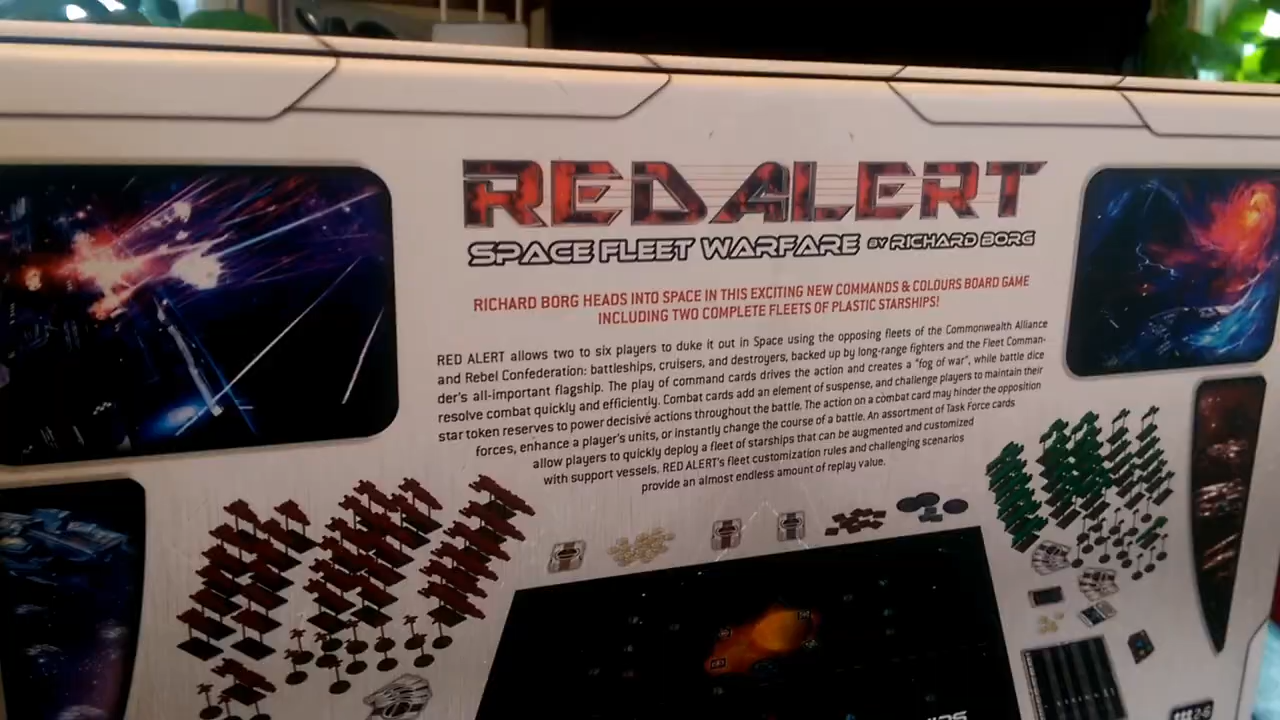 RED ALERT
SPACE FLEET WARFARE BY RICHARD BORG
RICHARD BORG HEADS INTO SPACE IN THIS EXCITING NEW COMMANDS & COLOURS BOARD GAME
INCLUDING TWO COMPLETE FLEETS OF PLASTIC STARSHIPS!
RED ALERT allows two to six players to duke it out in Space using the opposing fleets of the Commonwealth Alliance
and Rebel Confederation: battleships, cruisers, and destroyers, backed up by long-range fighters and the Fleet Comman-
der's all-important flagship. The play of command cards drives the action and creates a "fog of war", while battle dice
resolve combat quickly and efficiently. Combat cards add an element of suspense, and challenge players to maintain their
star token reserves to power decisive actions throughout the battle. The action on a combat card may hinder the opposition
forces, enhance a player's units, or instantly change the course of a battle. An assortment of Task Force cards
allow players to quickly deploy a fleet of starships that can be augmented and customized
with support vessels. RED ALERT's fleet customization rules and challenging scenarios
provide an almost endless amount of replay value.
2-6